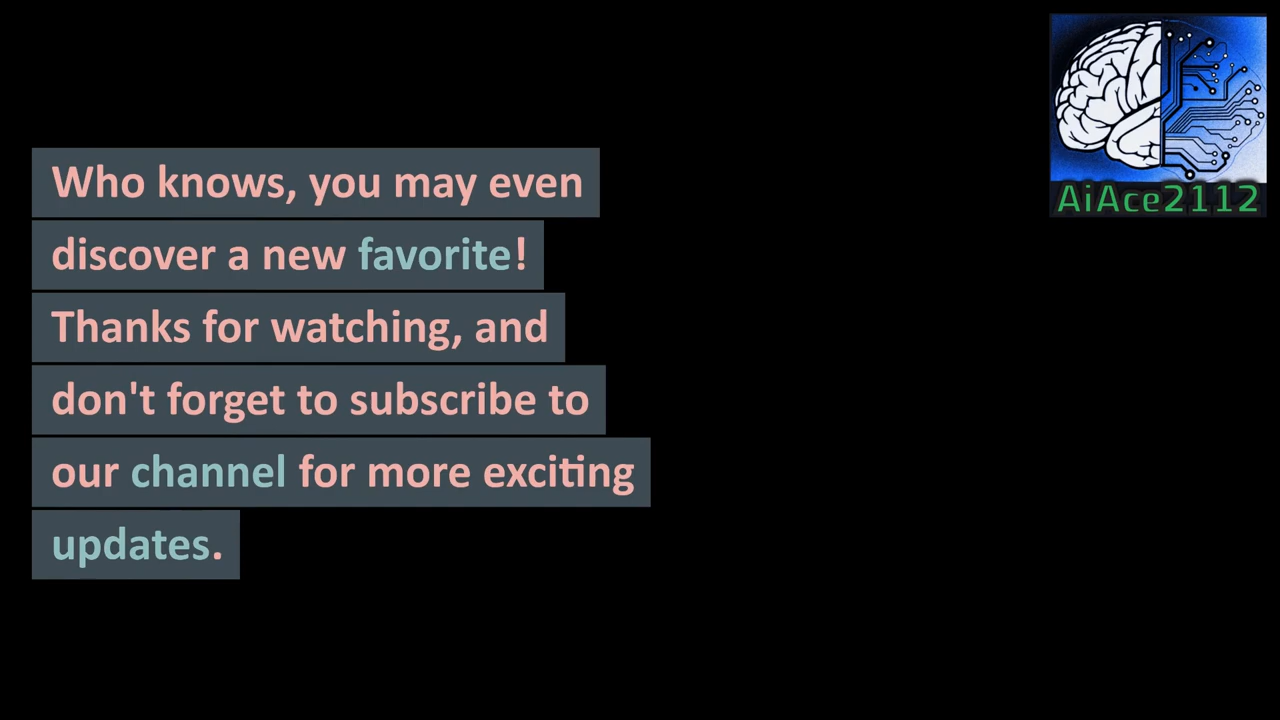 AiAce2112
Who knows, you may even
discover a new favorite!
Thanks for watching, and
don't forget to subscribe to
our channel for more exciting
updates.